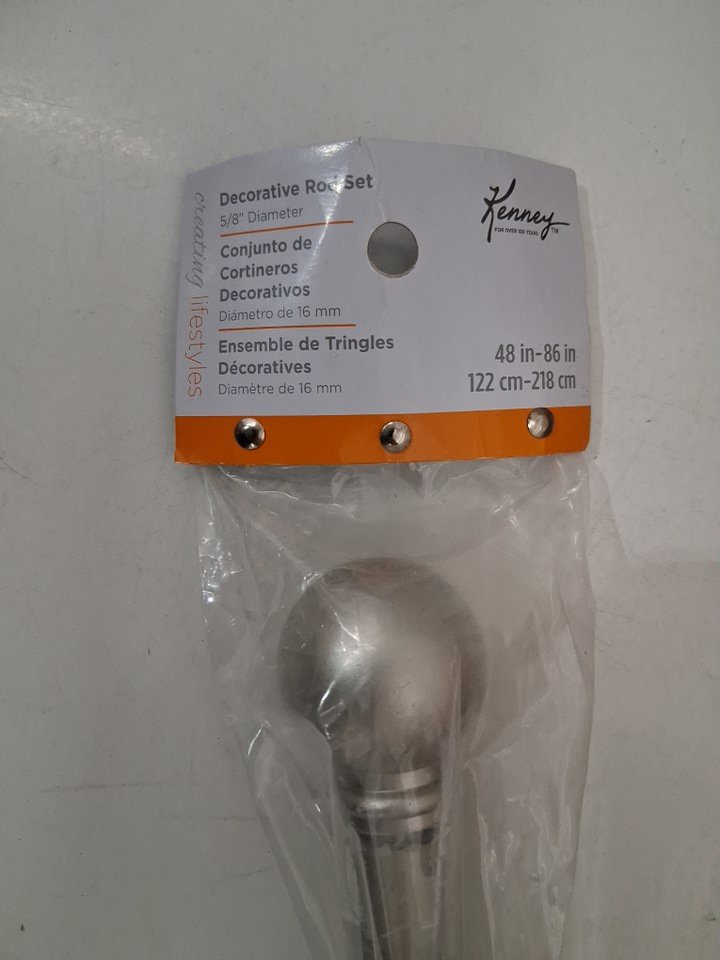 creating lifestyles
Decorative Rod Set
5/8" Diameter
Conjunto de
Cortineros
Decorativos
Diámetro de 16 mm
Ensemble de Tringles
Décoratives
Diamètre de 16 mm
Kenney™
FOR OVER 100 YEARS
48 in-86 in
122 cm-218 cm